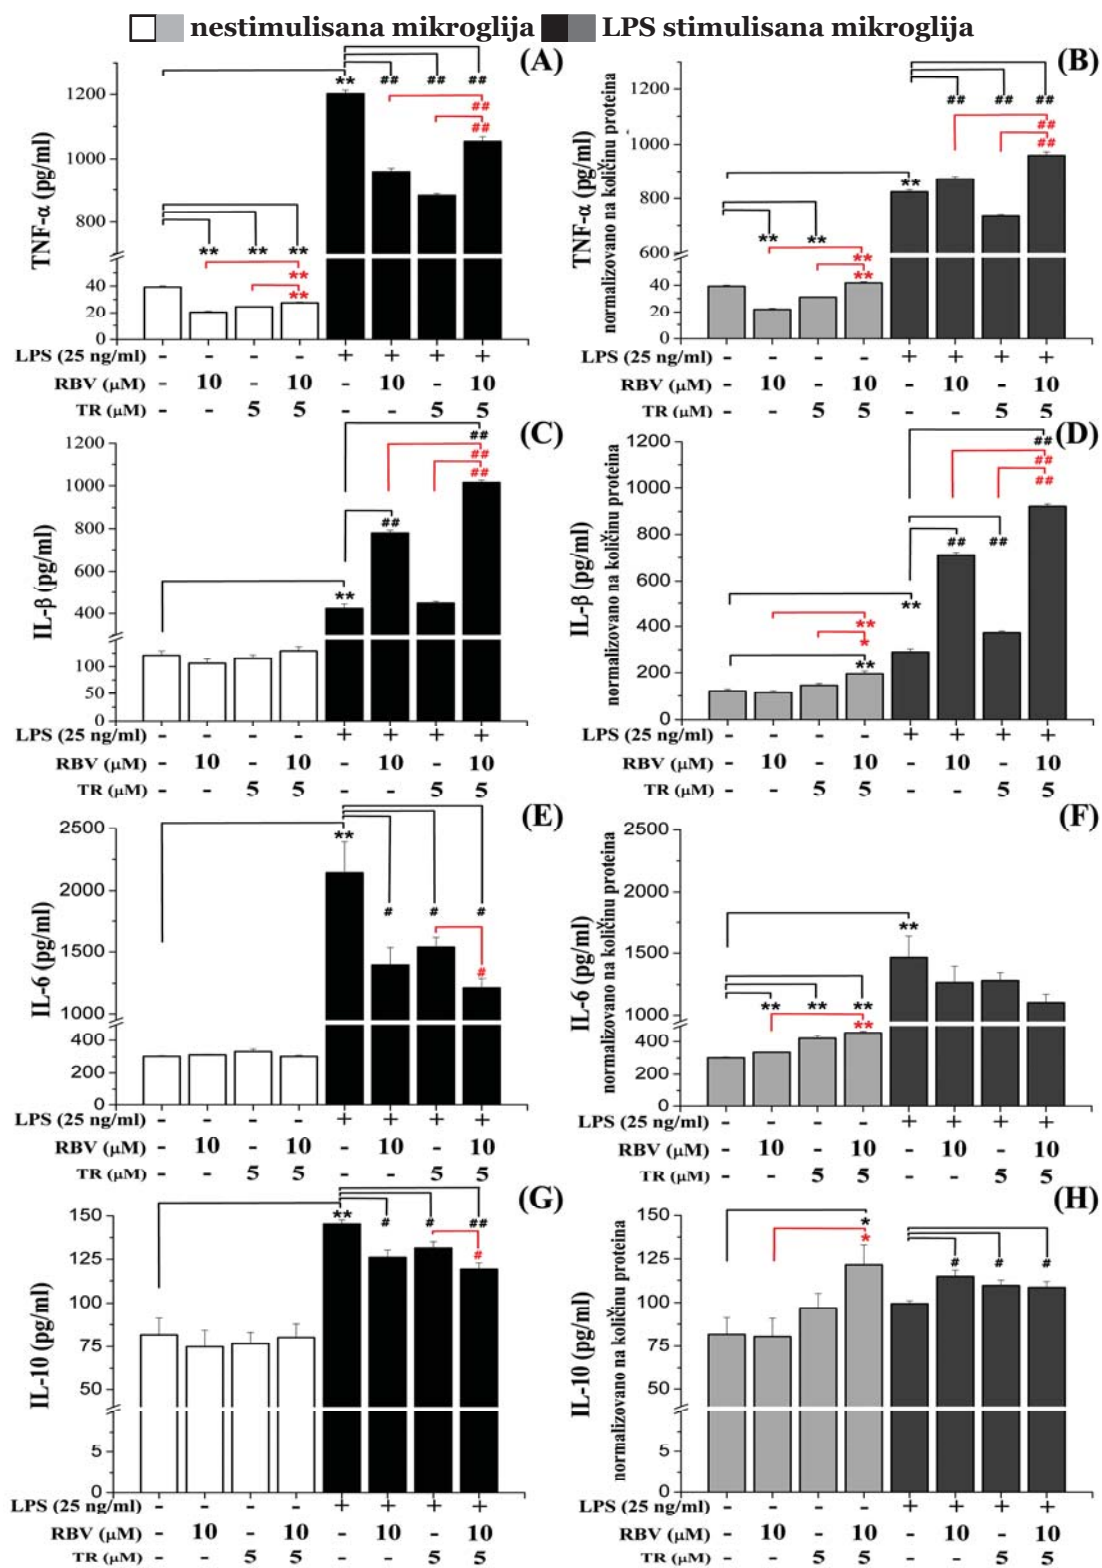 nestimulisana mikroglija LPS stimulisana mikroglija
(A)
TNF-α (pg/ml)
1200
1000
800
40
20
0
** ## ## ##
##
##
** ** **
**
**
LPS (25 ng/ml) - - - - + + + +
RBV (µM) - 10 - 10 - 10 - 10
TR (µM) - - 5 5 - - 5 5
(B)
TNF-α (pg/ml)
normalizovano na količinu proteina
1200
1000
800
600
40
20
0
## ## ##
##
##
**
** **
**
**
LPS (25 ng/ml) - - - - + + + +
RBV (µM) - 10 - 10 - 10 - 10
TR (µM) - - 5 5 - - 5 5
(C)
IL-β (pg/ml)
1200
1000
800
600
400
100
50
0
##
##
##
##
**
LPS (25 ng/ml) - - - - + + + +
RBV (µM) - 10 - 10 - 10 - 10
TR (µM) - - 5 5 - - 5 5
(D)
IL-β (pg/ml)
normalizovano na količinu proteina
1200
1000
800
600
400
200
0
##
##
##
## ##
**
**
*
**
LPS (25 ng/ml) - - - - + + + +
RBV (µM) - 10 - 10 - 10 - 10
TR (µM) - - 5 5 - - 5 5
(E)
IL-6 (pg/ml)
2500
2000
1500
1000
400
200
0
**
# # #
#
LPS (25 ng/ml) - - - - + + + +
RBV (µM) - 10 - 10 - 10 - 10
TR (µM) - - 5 5 - - 5 5
(F)
IL-6 (pg/ml)
normalizovano na količinu proteina
2500
2000
1500
1000
400
200
0
**
** ** **
**
LPS (25 ng/ml) - - - - + + + +
RBV (µM) - 10 - 10 - 10 - 10
TR (µM) - - 5 5 - - 5 5
(G)
IL-10 (pg/ml)
150
125
100
75
50
5
0
** # # ##
#
LPS (25 ng/ml) - - - - + + + +
RBV (µM) - 10 - 10 - 10 - 10
TR (µM) - - 5 5 - - 5 5
(H)
IL-10 (pg/ml)
normalizovano na količinu proteina
150
125
100
75
50
5
0
*
*
# # #
LPS (25 ng/ml) - - - - + + + +
RBV (µM) - 10 - 10 - 10 - 10
TR (µM) - - 5 5 - - 5 5